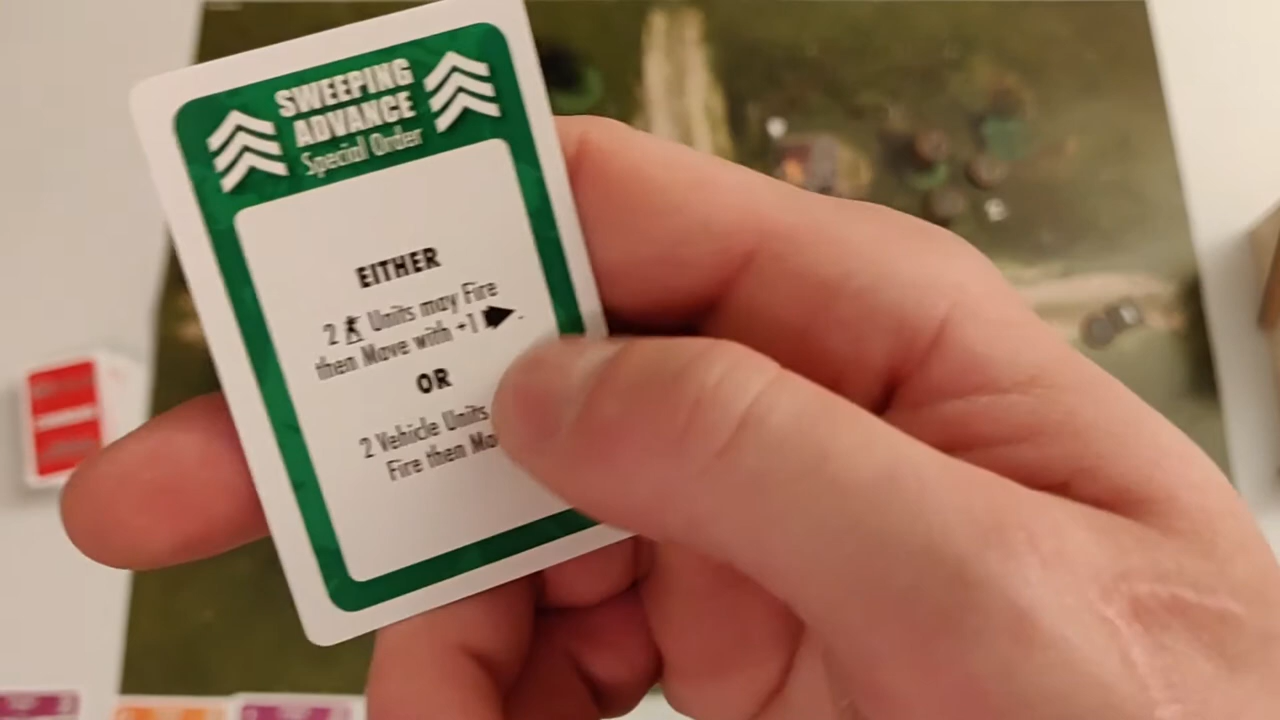 SWEEPING
ADVANCE
Special Order
EITHER
2 Units may Fire
then Move with +1
OR
2 Vehicle Units
Fire then